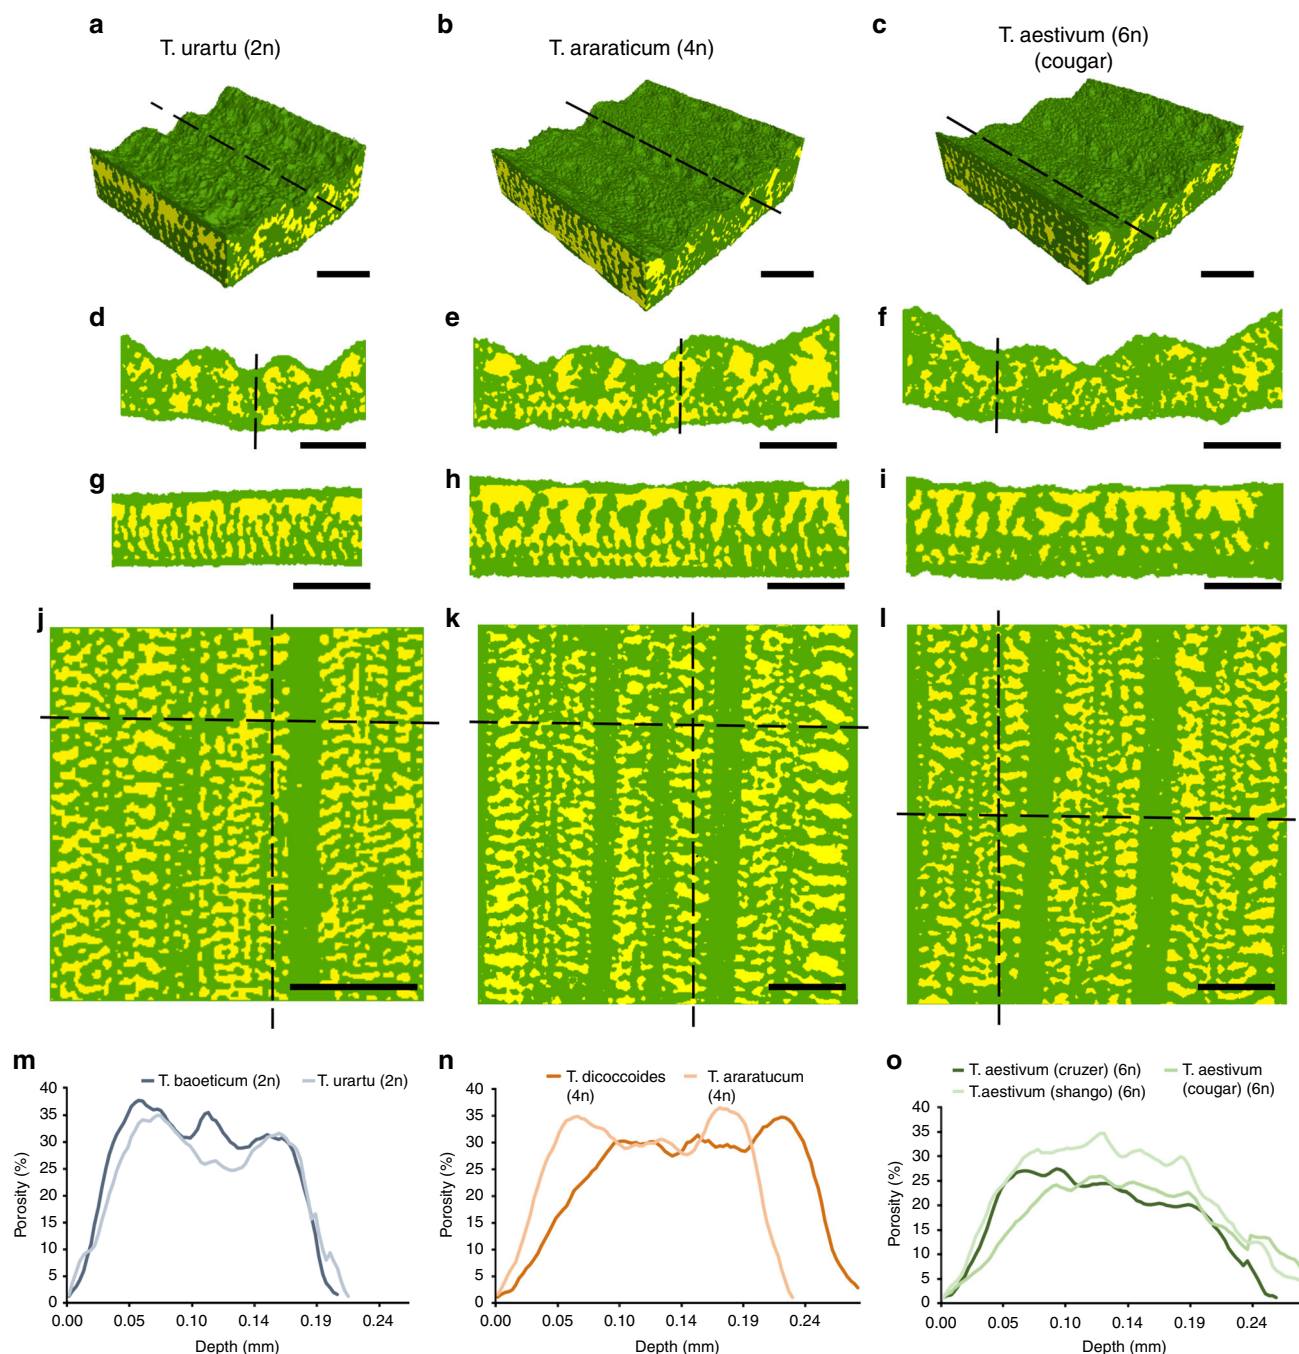 a
T. urartu (2n)
b
T. araraticum (4n)
c
T. aestivum (6n)
(cougar)
d
e
f
g
h
i
j
k
l
m
T. baoeticum (2n)
T. urartu (2n)
40
35
30
25
20
15
10
5
0
Porosity (%)
0.00 0.05 0.10 0.14 0.19 0.24
Depth (mm)
n
T. dicoccoides
(4n)
T. araratucum
(4n)
40
35
30
25
20
15
10
5
0
Porosity (%)
0.00 0.05 0.10 0.14 0.19 0.24
Depth (mm)
o
T. aestivum (cruzer) (6n)
T.aestivum (shango) (6n)
T. aestivum
(cougar) (6n)
40
35
30
25
20
15
10
5
0
Porosity (%)
0.00 0.05 0.10 0.14 0.19 0.24
Depth (mm)